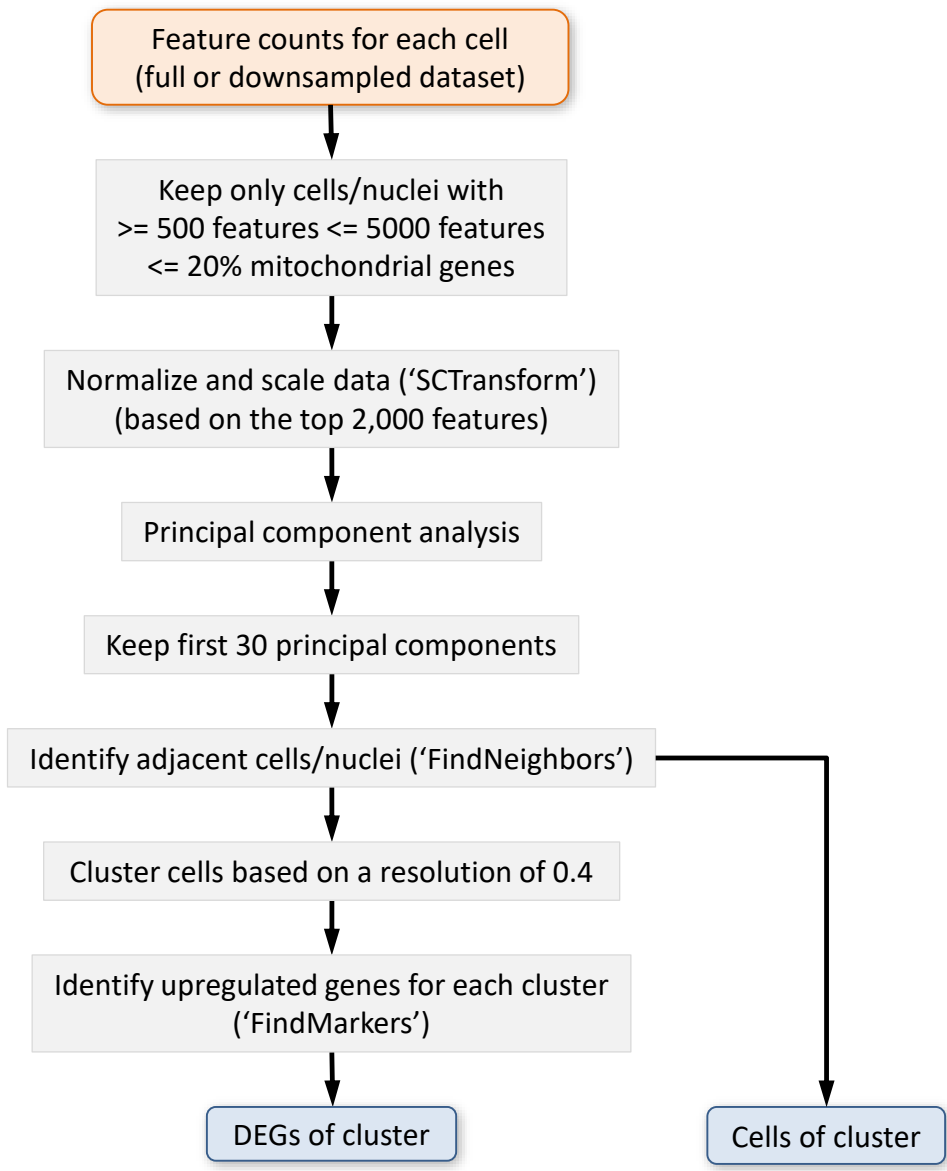 Feature counts for each cell
(full or downsampled dataset)
Keep only cells/nuclei with
>= 500 features <= 5000 features
<= 20% mitochondrial genes
Normalize and scale data (‘SCTransform’)
(based on the top 2,000 features)
Principal component analysis
Keep first 30 principal components
Identify adjacent cells/nuclei (‘FindNeighbors’)
Cluster cells based on a resolution of 0.4
Identify upregulated genes for each cluster
(‘FindMarkers’)
DEGs of cluster
Cells of cluster